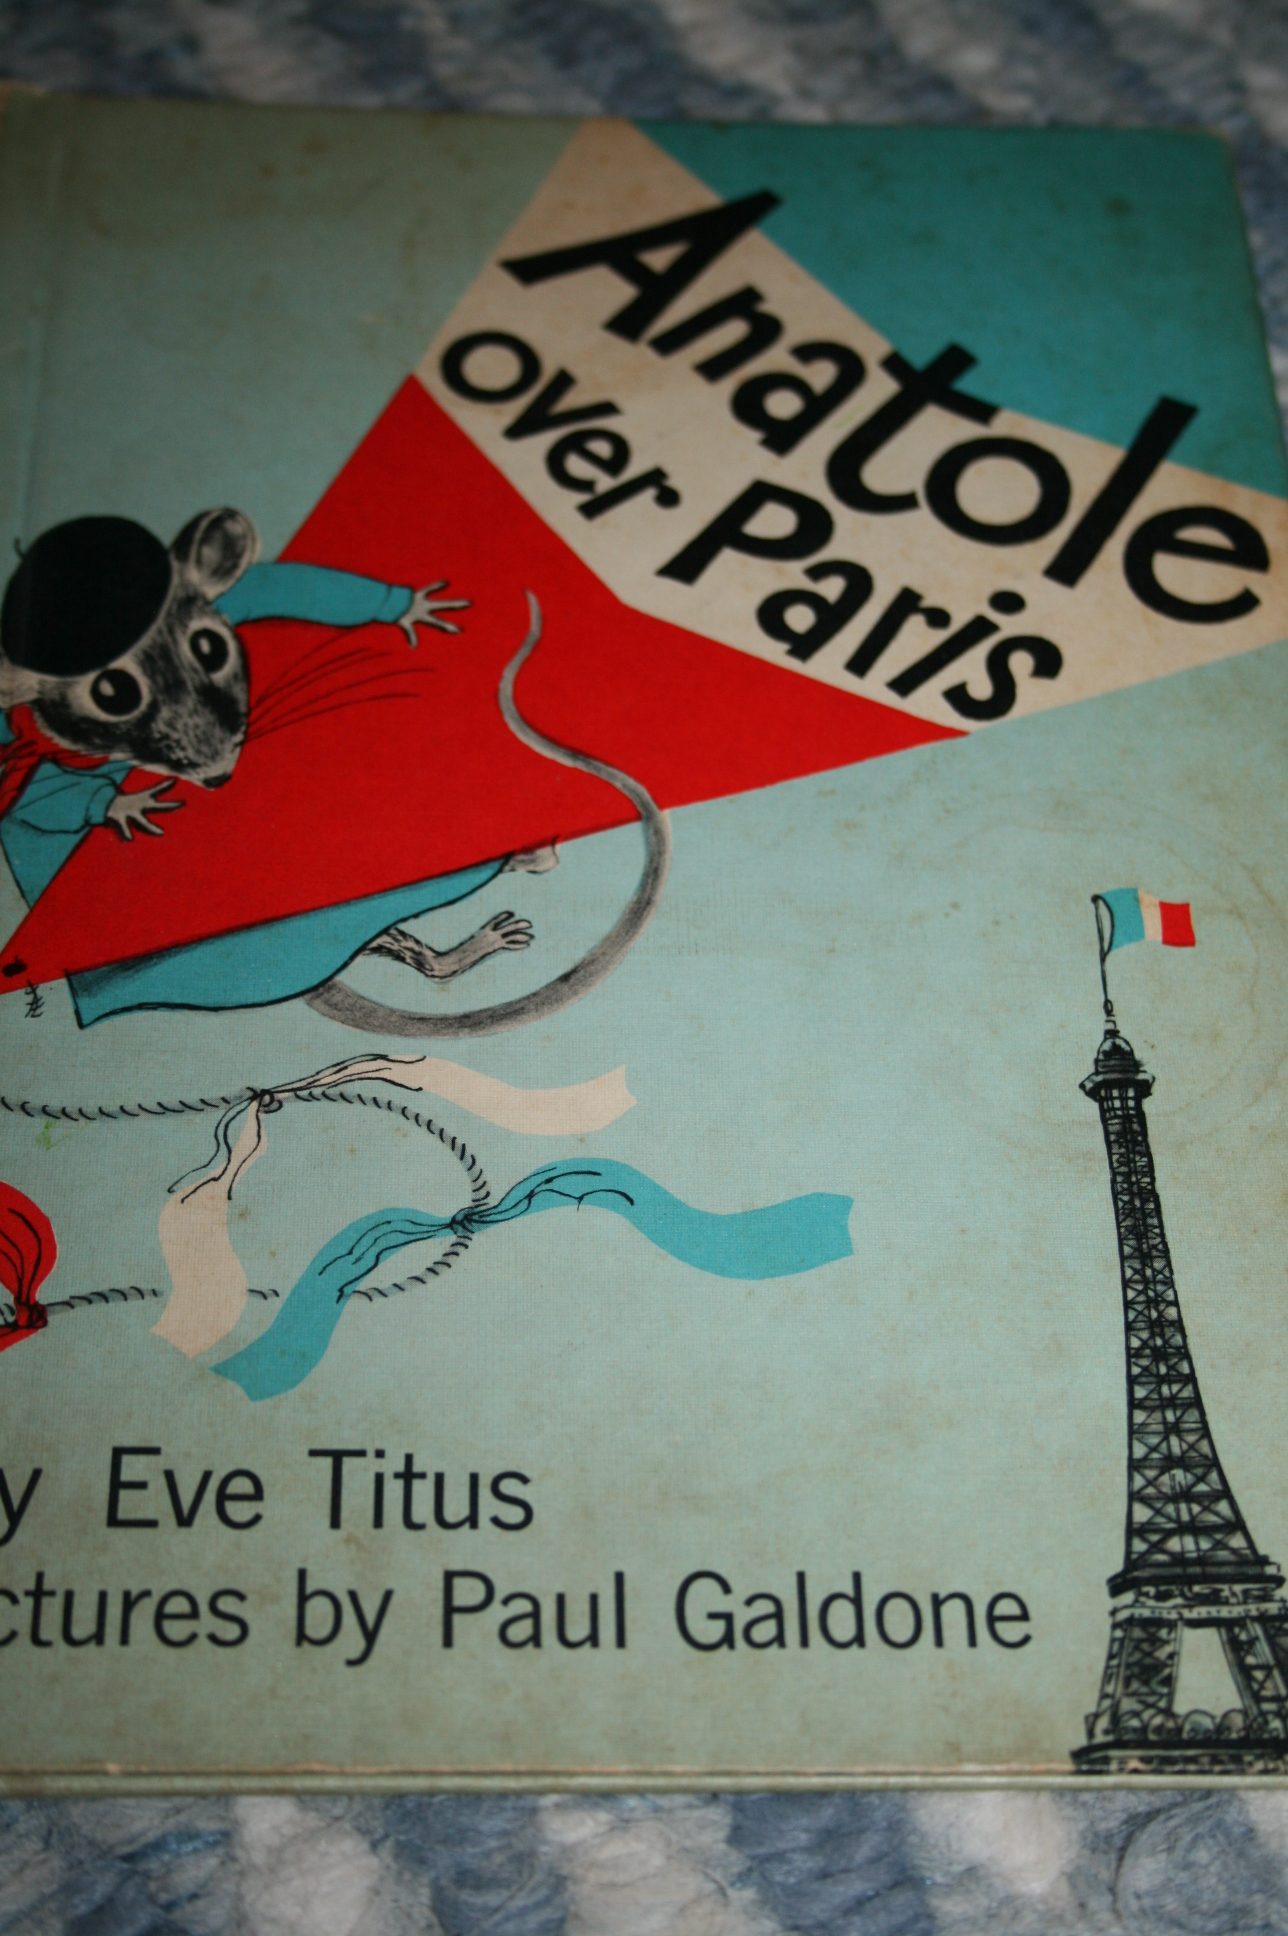 Anatole
over Paris
y Eve Titus
ctures by Paul Galdone